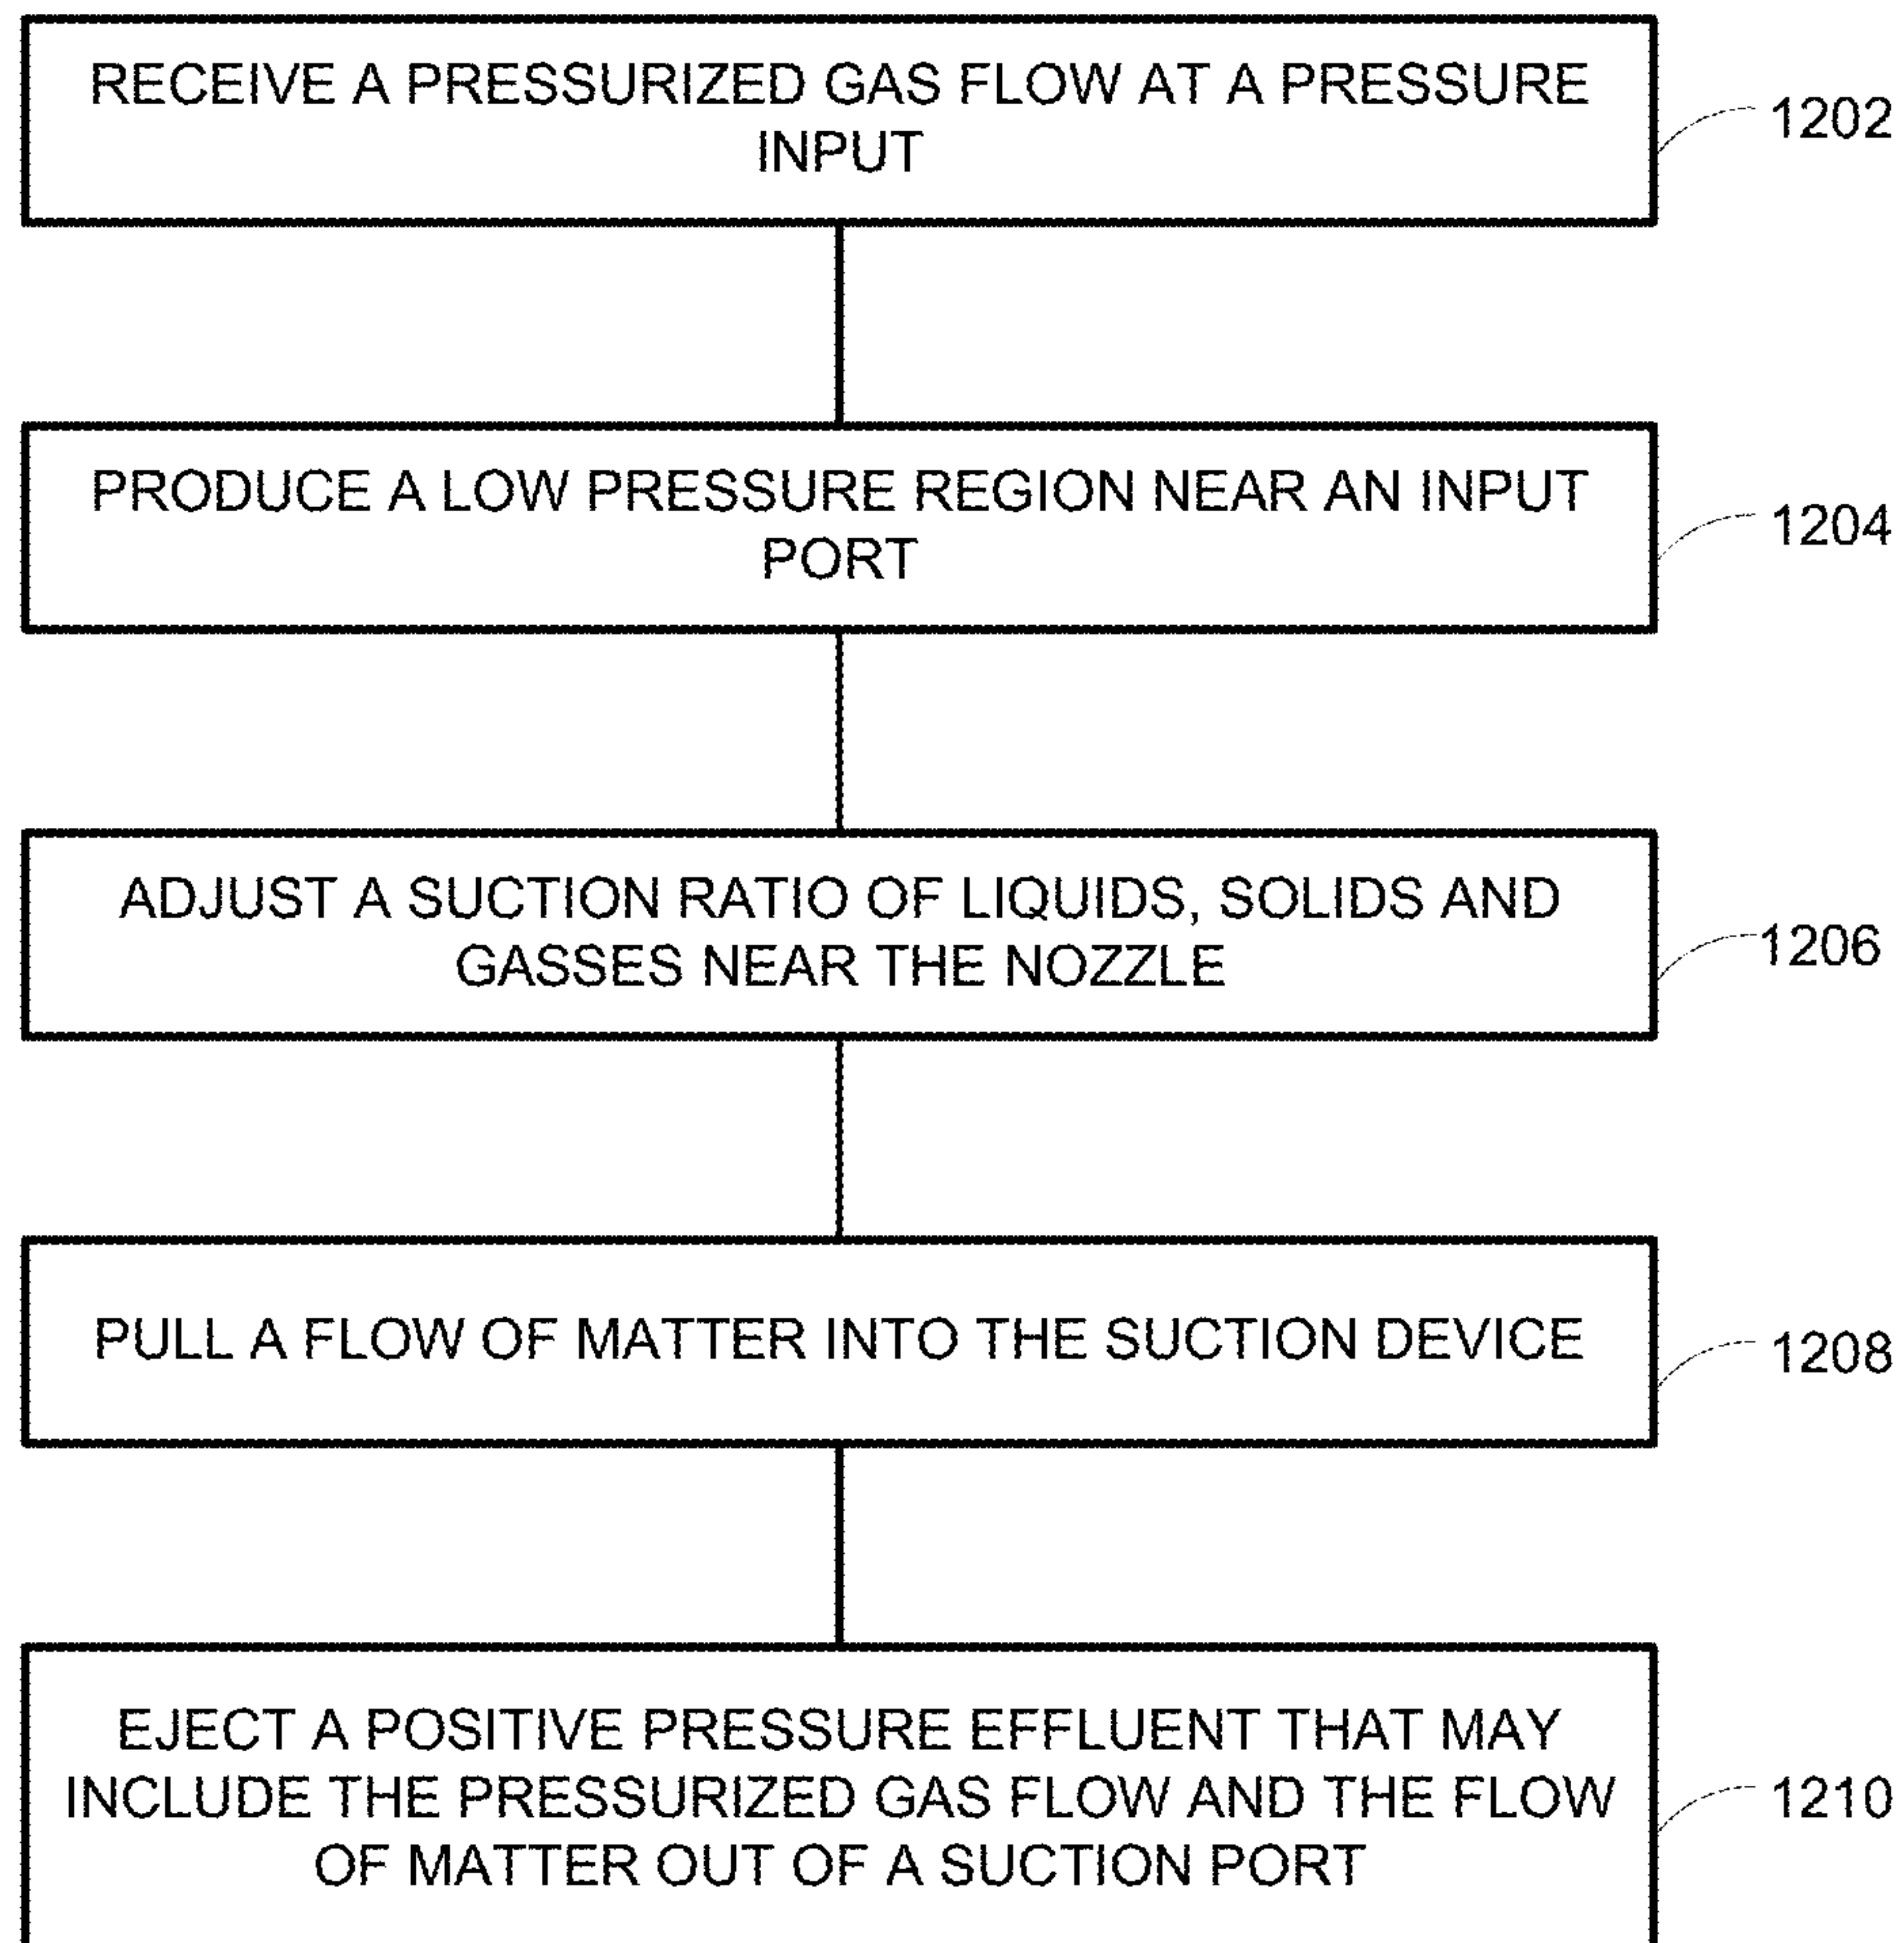 RECEIVE A PRESSURIZED GAS FLOW AT A PRESSURE
INPUT
1202
PRODUCE A LOW PRESSURE REGION NEAR AN INPUT
PORT
1204
ADJUST A SUCTION RATIO OF LIQUIDS, SOLIDS AND
GASSES NEAR THE NOZZLE
1206
PULL A FLOW OF MATTER INTO THE SUCTION DEVICE
1208
EJECT A POSITIVE PRESSURE EFFLUENT THAT MAY
INCLUDE THE PRESSURIZED GAS FLOW AND THE FLOW
OF MATTER OUT OF A SUCTION PORT
1210